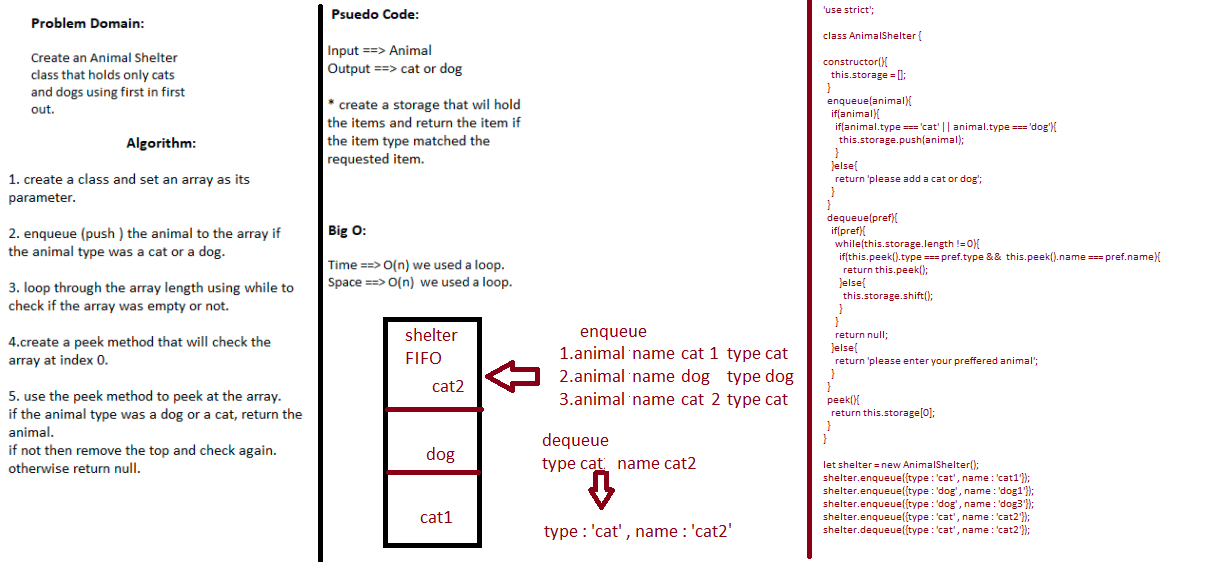 Problem Domain:
Create an Animal Shelter
class that holds only cats
and dogs using first in first
out.
Algorithm:
1. create a class and set an array as its
parameter.
2. enqueue (push ) the animal to the array if
the animal type was a cat or a dog.
3. loop through the array length using while to
check if the array was empty or not.
4.create a peek method that will check the
array at index 0.
5. use the peek method to peek at the array.
if the animal type was a dog or a cat, return the
animal.
if not then remove the top and check again.
otherwise return null.
Psuedo Code:
Input ==> Animal
Output ==> cat or dog
* create a storage that wil hold
the items and return the item if
the item type matched the
requested item.
Big O:
Time ==> O(n) we used a loop.
Space ==> O(n) we used a loop.
shelter
FIFO
cat2
dog
cat1
enqueue
1.animal name cat 1 type cat
2.animal name dog type dog
3.animal name cat 2 type cat
dequeue
type cat name cat2
type : 'cat' , name : 'cat2'
'use strict';
class AnimalShelter {
constructor(){
this.storage = [];
}
enqueue(animal){
if(animal){
if(animal.type === 'cat' || animal.type === 'dog'){
this.storage.push(animal);
}
}else{
return 'please add a cat or dog';
}
}
dequeue(pref){
if(pref){
while(this.storage.length != 0){
if(this.peek().type === pref.type && this.peek().name === pref.name){
return this.peek();
}else{
this.storage.shift();
}
}
return null;
}else{
return 'please enter your preffered animal';
}
}
peek(){
return this.storage[0];
}
}
let shelter = new AnimalShelter();
shelter.enqueue({type : 'cat' , name : 'cat1'});
shelter.enqueue({type : 'dog' , name : 'dog1'});
shelter.enqueue({type : 'dog' , name : 'dog3'});
shelter.enqueue({type : 'cat' , name : 'cat2'});
shelter.dequeue({type : 'cat' , name : 'cat2'});